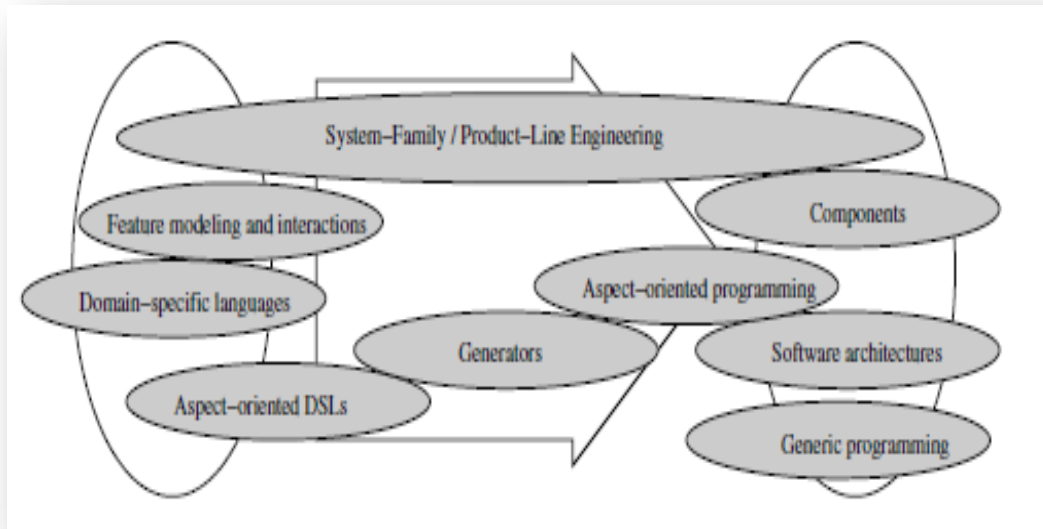 System–Family / Product–Line Engineering
Feature modeling and interactions
Components
Domain–specific languages
Aspect–oriented programming
Generators
Software architectures
Aspect–oriented DSLs
Generic programming